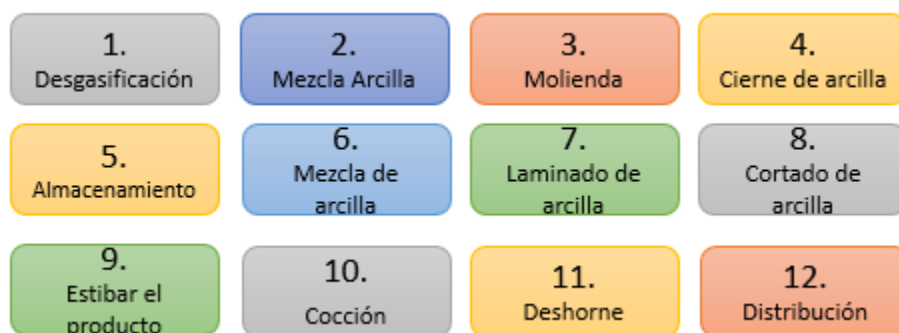 1.
Desgasificación
2.
Mezcla Arcilla
3.
Molienda
4.
Cierne de arcilla
5.
Almacenamiento
6.
Mezcla de
arcilla
7.
Laminado de
arcilla
8.
Cortado de
arcilla
9.
Estibar el
producto
10.
Cocción
11.
Deshorne
12.
Distribución